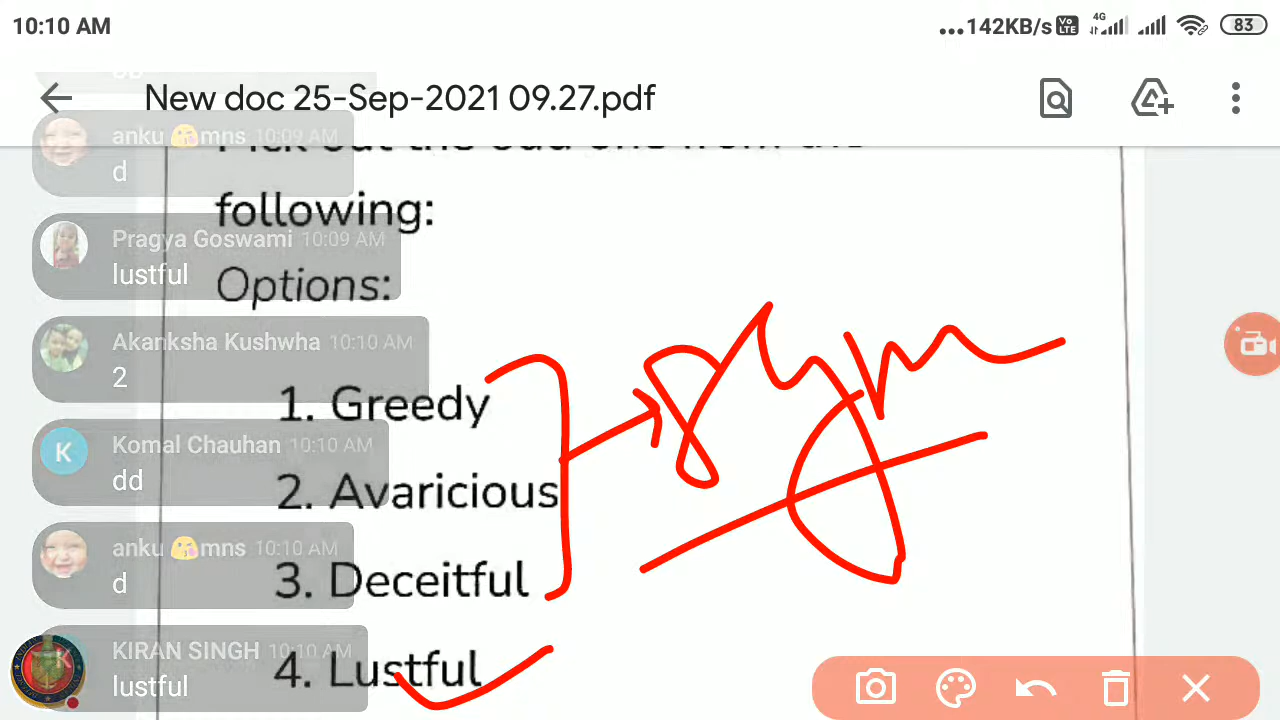 10:10 AM
...142KB/s Vo LTE 4G 83
New doc 25-Sep-2021 09.27.pdf
anku 😘mns 10:09 AM
d
following:
Pragya Goswami 10:09 AM
lustful
Options:
Akanksha Kushwha 10:10 AM
2
1. Greedy
Komal Chauhan 10:10 AM
K
dd
2. Avaricious
anku 😘mns 10:10 AM
d
3. Deceitful
KIRAN SINGH 10:10 AM
lustful
4. Lustful